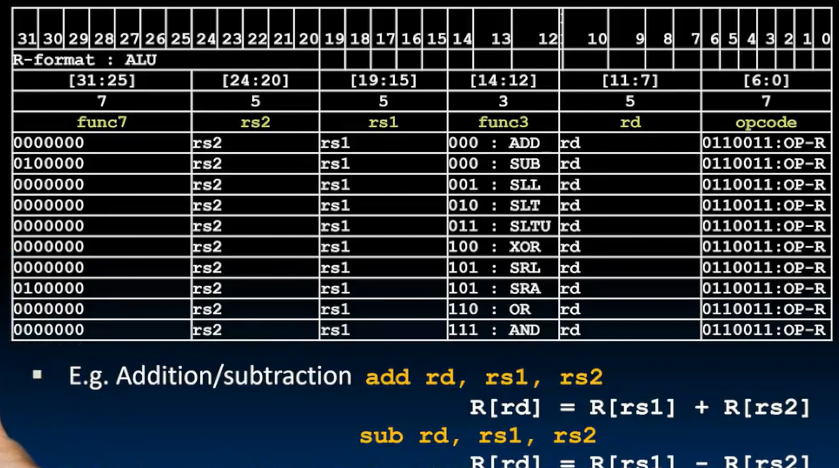 31 30 29 28 27 26 25 24 23 22 21 20 19 18 17 16 15 14 13 12 10 9 8 7 6 5 4 3 2 1 0
R-format : ALU
[31:25] [24:20] [19:15] [14:12] [11:7] [6:0]
7 5 5 3 5 7
func7 rs2 rs1 func3 rd opcode
0000000 rs2 rs1 000 : ADD rd 0110011:OP-R
0100000 rs2 rs1 000 : SUB rd 0110011:OP-R
0000000 rs2 rs1 001 : SLL rd 0110011:OP-R
0000000 rs2 rs1 010 : SLT rd 0110011:OP-R
0000000 rs2 rs1 011 : SLTU rd 0110011:OP-R
0000000 rs2 rs1 100 : XOR rd 0110011:OP-R
0000000 rs2 rs1 101 : SRL rd 0110011:OP-R
0100000 rs2 rs1 101 : SRA rd 0110011:OP-R
0000000 rs2 rs1 110 : OR rd 0110011:OP-R
0000000 rs2 rs1 111 : AND rd 0110011:OP-R
▪ E.g. Addition/subtraction add rd, rs1, rs2
R[rd] = R[rs1] + R[rs2]
sub rd, rs1, rs2
R[rd] = R[rs1] - R[rs2]